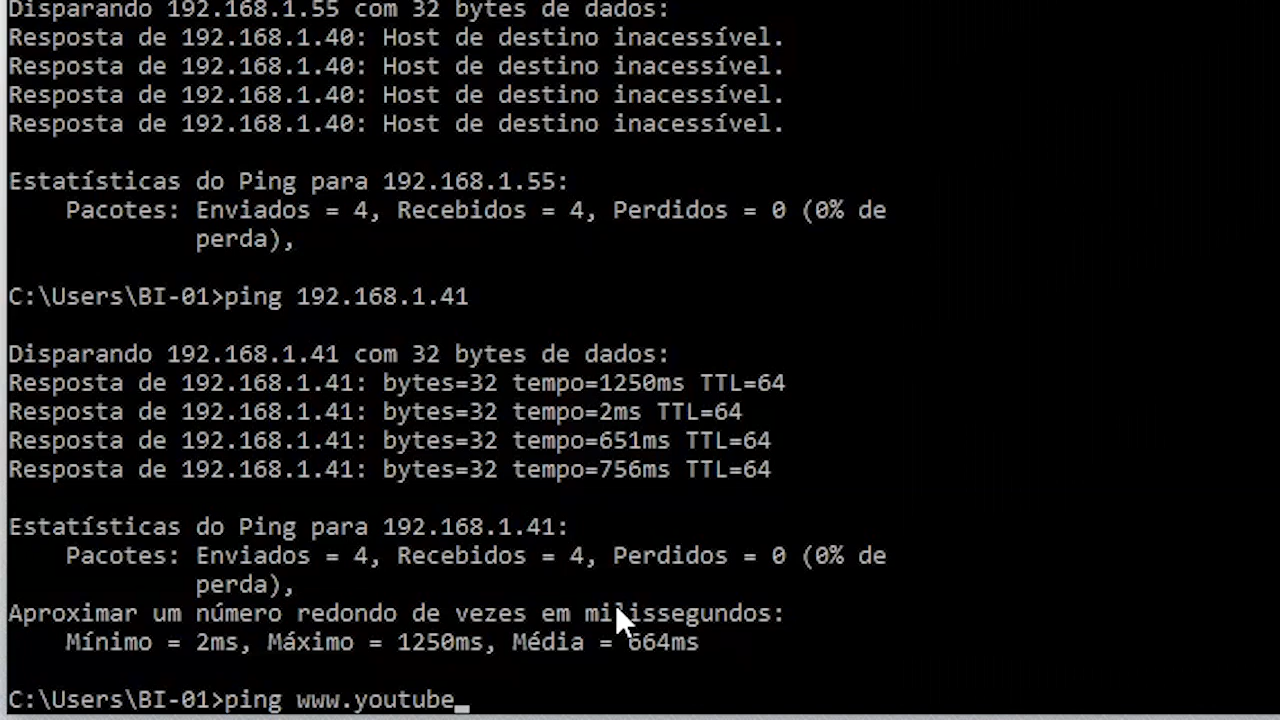 Disparando 192.168.1.55 com 32 bytes de dados:
Resposta de 192.168.1.40: Host de destino inacessível.
Resposta de 192.168.1.40: Host de destino inacessível.
Resposta de 192.168.1.40: Host de destino inacessível.
Resposta de 192.168.1.40: Host de destino inacessível.
Estatísticas do Ping para 192.168.1.55:
Pacotes: Enviados = 4, Recebidos = 4, Perdidos = 0 (0% de
perda),
C:\Users\BI-01>ping 192.168.1.41
Disparando 192.168.1.41 com 32 bytes de dados:
Resposta de 192.168.1.41: bytes=32 tempo=1250ms TTL=64
Resposta de 192.168.1.41: bytes=32 tempo=2ms TTL=64
Resposta de 192.168.1.41: bytes=32 tempo=651ms TTL=64
Resposta de 192.168.1.41: bytes=32 tempo=756ms TTL=64
Estatísticas do Ping para 192.168.1.41:
Pacotes: Enviados = 4, Recebidos = 4, Perdidos = 0 (0% de
perda),
Aproximar um número redondo de vezes em milissegundos:
Mínimo = 2ms, Máximo = 1250ms, Média = 664ms
C:\Users\BI-01>ping www.youtube_